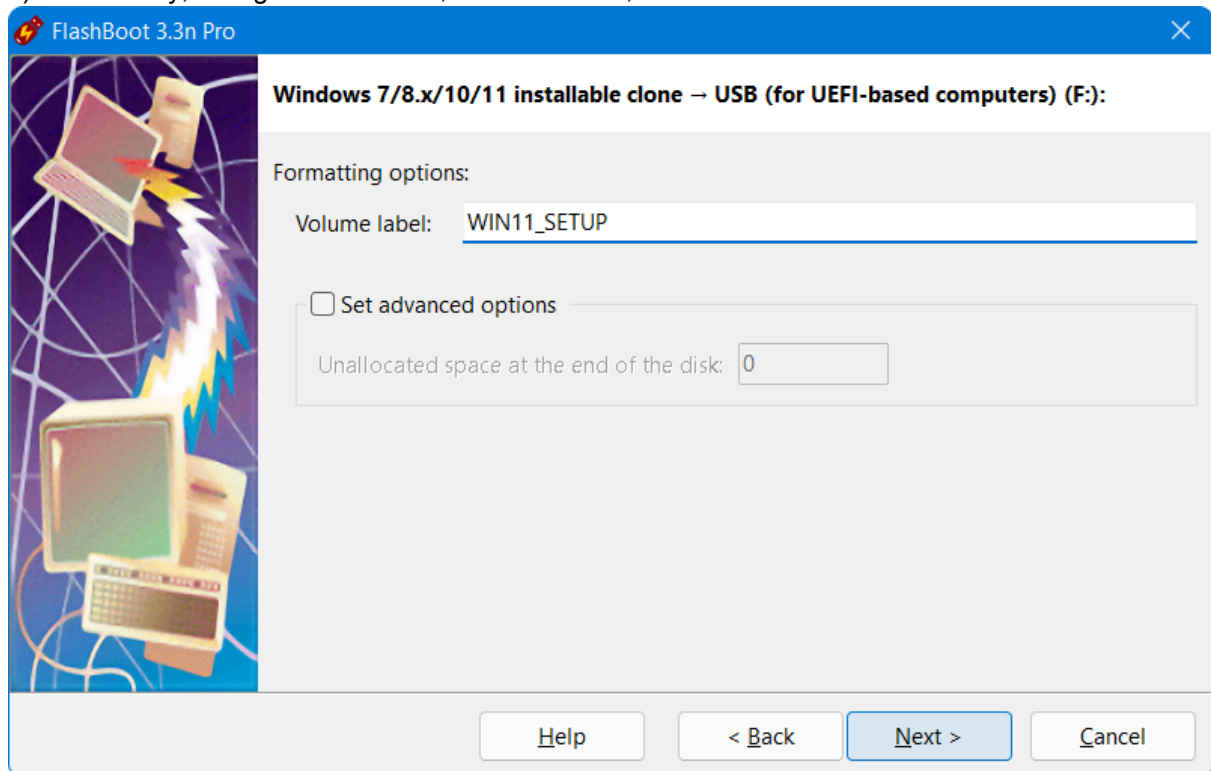 FlashBoot 3.3n Pro
Windows 7/8.x/10/11 installable clone → USB (for UEFI-based computers) (F:):
Formatting options:
Volume label: WIN11_SETUP
Set advanced options
Unallocated space at the end of the disk: 0
Help < Back Next > Cancel